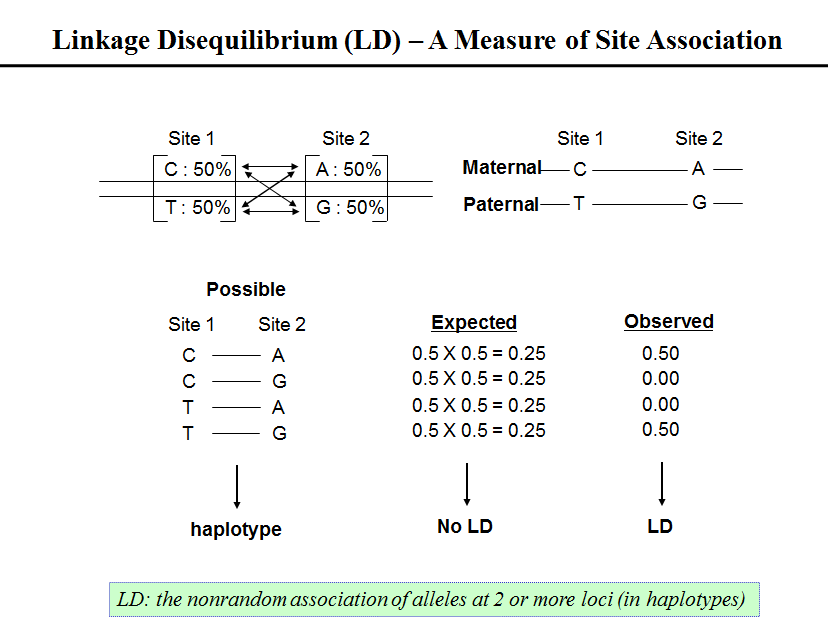 Linkage Disequilibrium (LD) – A Measure of Site Association
Site 1 Site 2
C : 50% A : 50%
T : 50% G : 50%
Site 1 Site 2
Maternal C A
Paternal T G
Possible
Site 1 Site 2 Expected Observed
C A 0.5 X 0.5 = 0.25 0.50
C G 0.5 X 0.5 = 0.25 0.00
T A 0.5 X 0.5 = 0.25 0.00
T G 0.5 X 0.5 = 0.25 0.50
haplotype No LD LD
LD: the nonrandom association of alleles at 2 or more loci (in haplotypes)